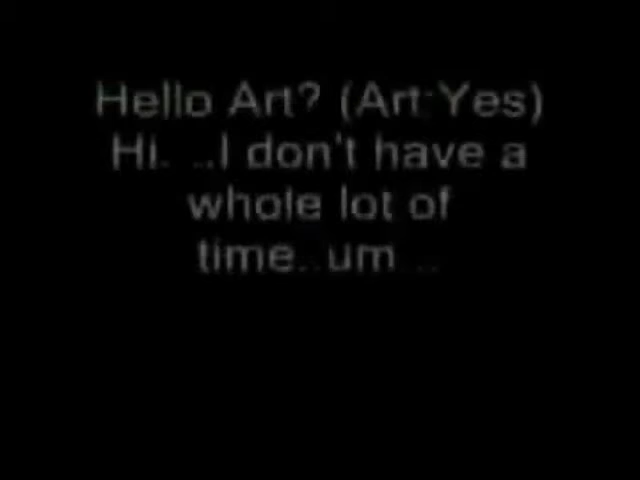 Hello Art? (Art:Yes)
Hi. ..I don't have a
whole lot of
time..um...